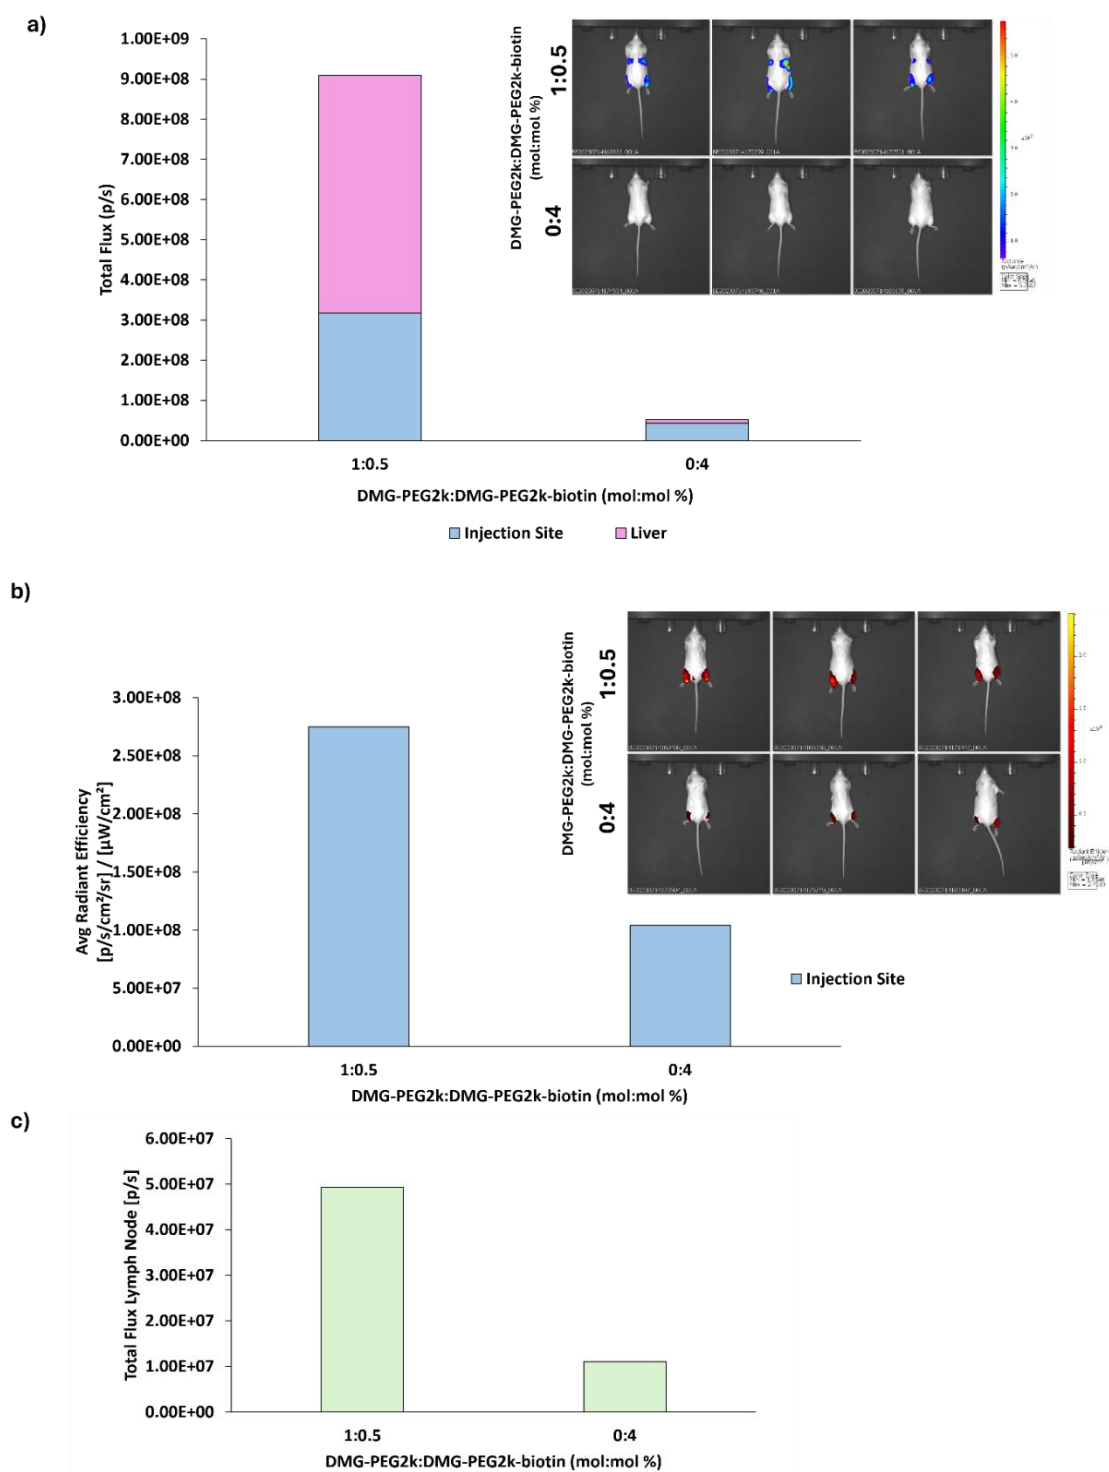 a)
1.00E+09
9.00E+08
8.00E+08
7.00E+08
6.00E+08
5.00E+08
4.00E+08
3.00E+08
2.00E+08
1.00E+08
0.00E+00
Total Flux (p/s)
1:0.5
0:4
DMG-PEG2k:DMG-PEG2k-biotin (mol:mol %)
Injection Site
Liver
DMG-PEG2k:DMG-PEG2k-biotin
(mol:mol %)
1:0.5
0:4
b)
3.00E+08
2.50E+08
2.00E+08
1.50E+08
1.00E+08
5.00E+07
0.00E+00
Avg Radiant Efficiency
[p/s/cm²/sr] / [µW/cm²]
1:0.5
0:4
DMG-PEG2k:DMG-PEG2k-biotin (mol:mol %)
Injection Site
DMG-PEG2k:DMG-PEG2k-biotin
(mol:mol %)
1:0.5
0:4
2.0
1.5
1.0
0.5
c)
6.00E+07
5.00E+07
4.00E+07
3.00E+07
2.00E+07
1.00E+07
0.00E+00
Total Flux Lymph Node [p/s]
1:0.5
0:4
DMG-PEG2k:DMG-PEG2k-biotin (mol:mol %)